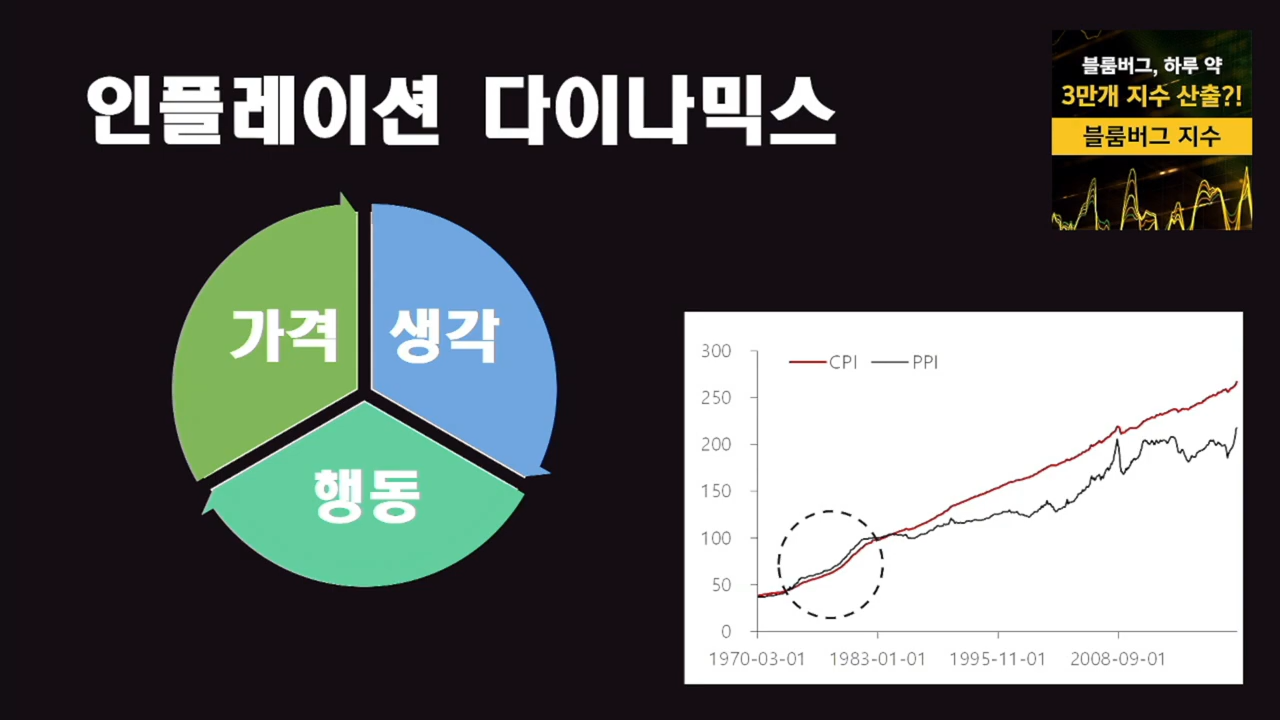 인플레이션 다이나믹스
블룸버그, 하루 약
3만개 지수 산출?!
블룸버그 지수
가격
생각
행동
CPI
PPI
300
250
200
150
100
50
0
1970-03-01
1983-01-01
1995-11-01
2008-09-01